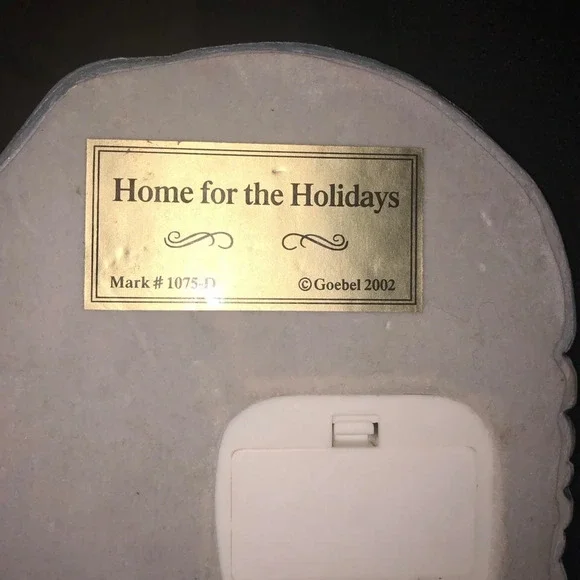 Home for the Holidays
Mark # 1075-D
© Goebel 2002